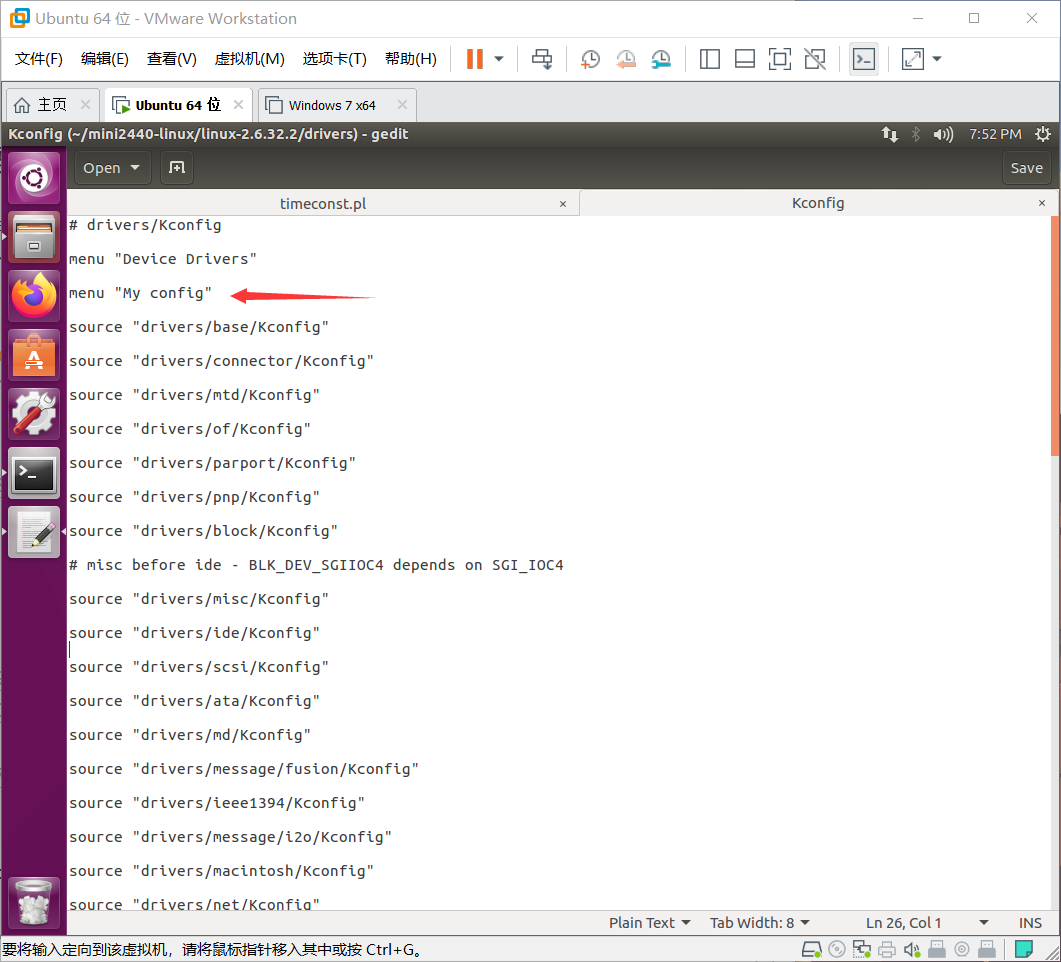 Ubuntu 64 位 - VMware Workstation
文件(F) 编辑(E) 查看(V) 虚拟机(M) 选项卡(T) 帮助(H)
主页 Ubuntu 64 位 Windows 7 x64
Kconfig (~/mini2440-linux/linux-2.6.32.2/drivers) - gedit 7:52 PM
Open Save
timeconst.pl Kconfig
# drivers/Kconfig
menu "Device Drivers"
menu "My config"
source "drivers/base/Kconfig"
source "drivers/connector/Kconfig"
source "drivers/mtd/Kconfig"
source "drivers/of/Kconfig"
source "drivers/parport/Kconfig"
source "drivers/pnp/Kconfig"
source "drivers/block/Kconfig"
# misc before ide - BLK_DEV_SGIIOC4 depends on SGI_IOC4
source "drivers/misc/Kconfig"
source "drivers/ide/Kconfig"
source "drivers/scsi/Kconfig"
source "drivers/ata/Kconfig"
source "drivers/md/Kconfig"
source "drivers/message/fusion/Kconfig"
source "drivers/ieee1394/Kconfig"
source "drivers/message/i2o/Kconfig"
source "drivers/macintosh/Kconfig"
source "drivers/net/Kconfig"
Plain Text Tab Width: 8 Ln 26, Col 1 INS
要将输入定向到该虚拟机，请将鼠标指针移入其中或按 Ctrl+G。